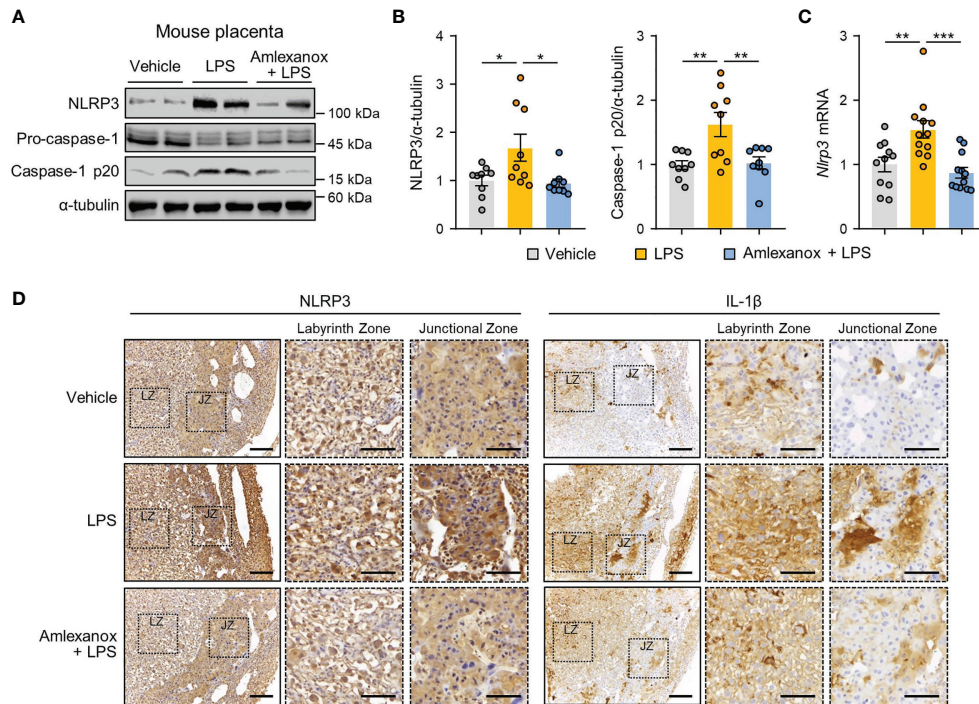 A
Mouse placenta
Vehicle LPS Amlexanox + LPS
NLRP3
100 kDa
Pro-caspase-1
45 kDa
Caspase-1 p20
15 kDa
60 kDa
α-tubulin
B
NLRP3/α-tubulin
4
3
2
1
0
* *
Caspase-1 p20/α-tubulin
3
2
1
0
** **
C
Nlrp3 mRNA
3
2
1
0
** ***
Vehicle LPS Amlexanox + LPS
D
NLRP3 IL-1β
Labyrinth Zone Junctional Zone Labyrinth Zone Junctional Zone
Vehicle
LZ JZ LZ JZ
LPS
LZ JZ LZ JZ
Amlexanox
+ LPS
LZ JZ LZ JZ